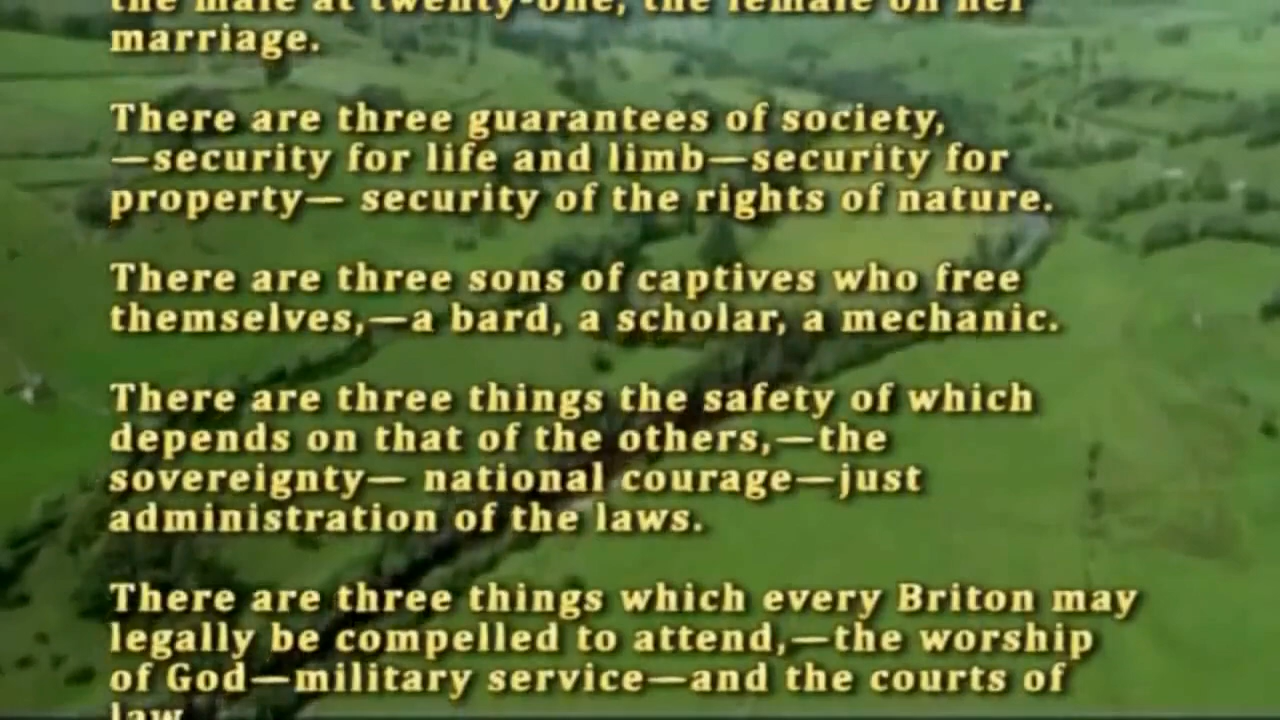 the male at twenty-one, the female on her
marriage.
There are three guarantees of society,
—security for life and limb—security for
property— security of the rights of nature.
There are three sons of captives who free
themselves,—a bard, a scholar, a mechanic.
There are three things the safety of which
depends on that of the others,—the
sovereignty— national courage—just
administration of the laws.
There are three things which every Briton may
legally be compelled to attend,—the worship
of God—military service—and the courts of
law